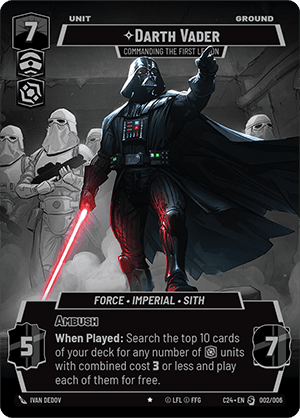 UNIT
GROUND
7
DARTH VADER
COMMANDING THE FIRST LEGION
FORCE • IMPERIAL • SITH
AMBUSH
When Played: Search the top 10 cards
of your deck for any number of units
with combined cost 3 or less and play
each of them for free.
5
7
IVAN DEDOV
© LFL © FFG
C24 • EN
002/006